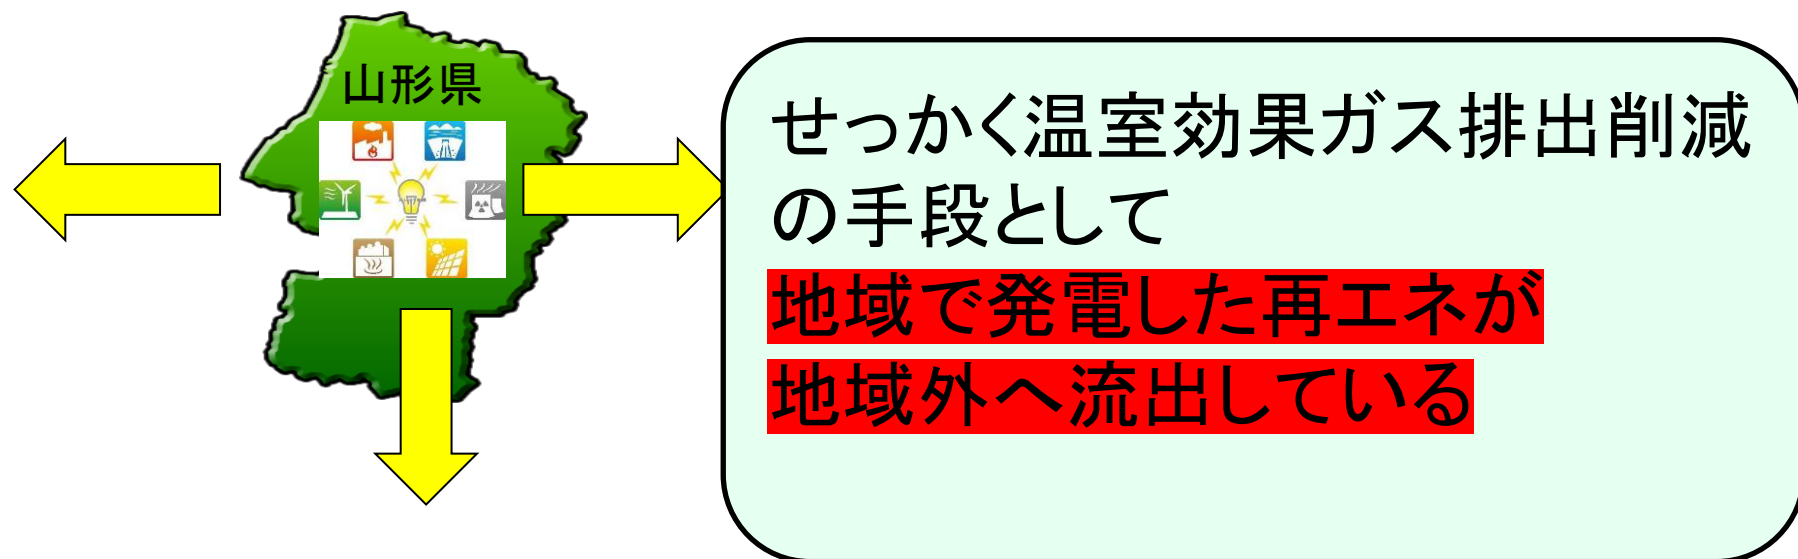 山形県
せっかく温室効果ガス排出削減
の手段として
地域で発電した再エネが
地域外へ流出している